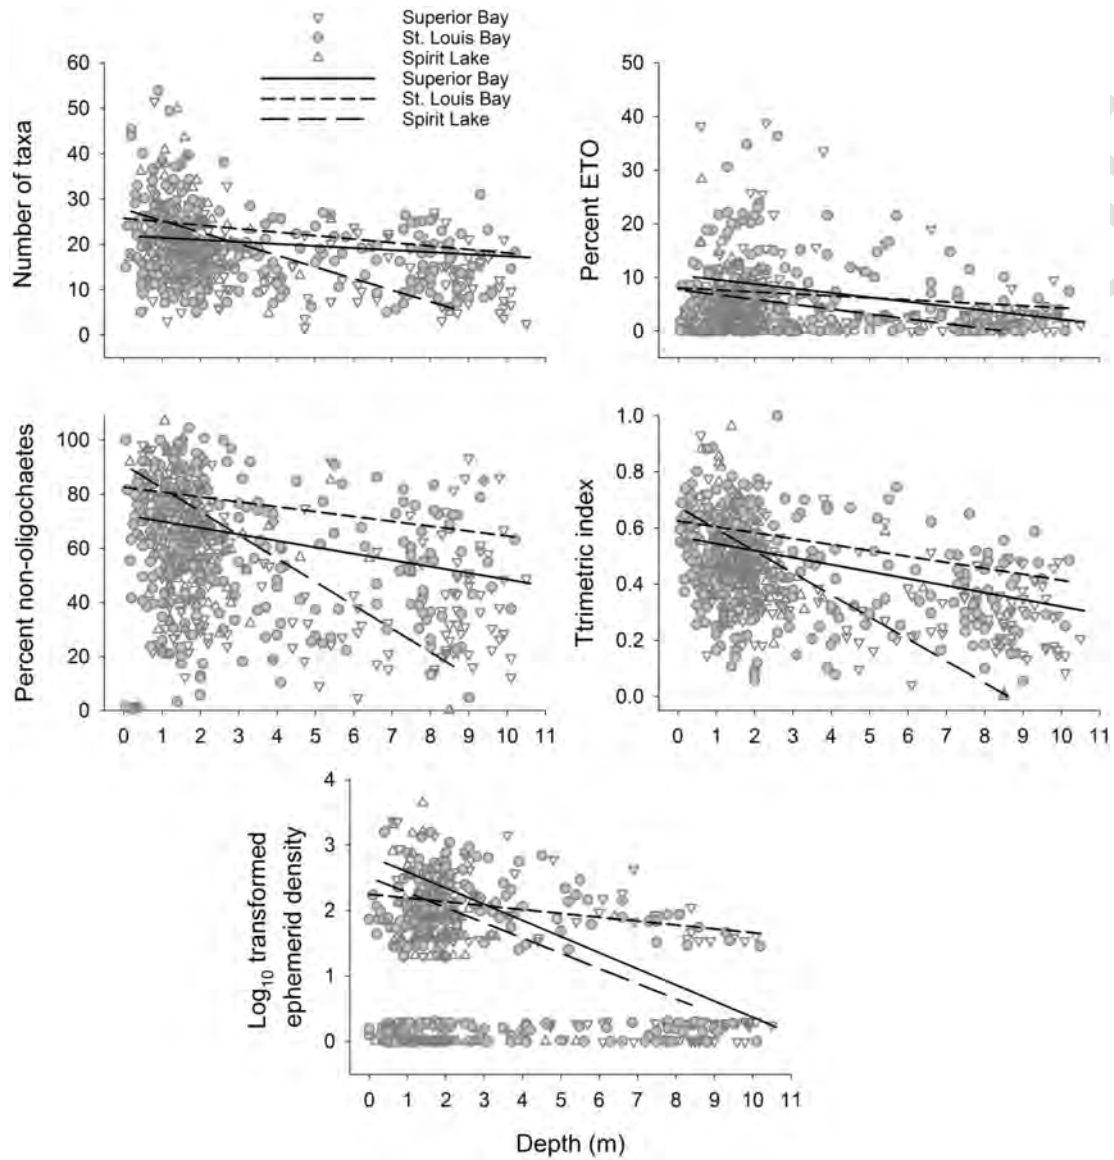 Superior Bay
St. Louis Bay
Spirit Lake
Superior Bay
St. Louis Bay
Spirit Lake
Number of taxa
60
50
40
30
20
10
0
Percent ETO
50
40
30
20
10
0
Percent non-oligochaetes
100
80
60
40
20
0
0 1 2 3 4 5 6 7 8 9 10 11
Ttrimetric index
1.0
0.8
0.6
0.4
0.2
0.0
0 1 2 3 4 5 6 7 8 9 10 11
Log10 transformed
ephemerid density
4
3
2
1
0
0 1 2 3 4 5 6 7 8 9 10 11
Depth (m)